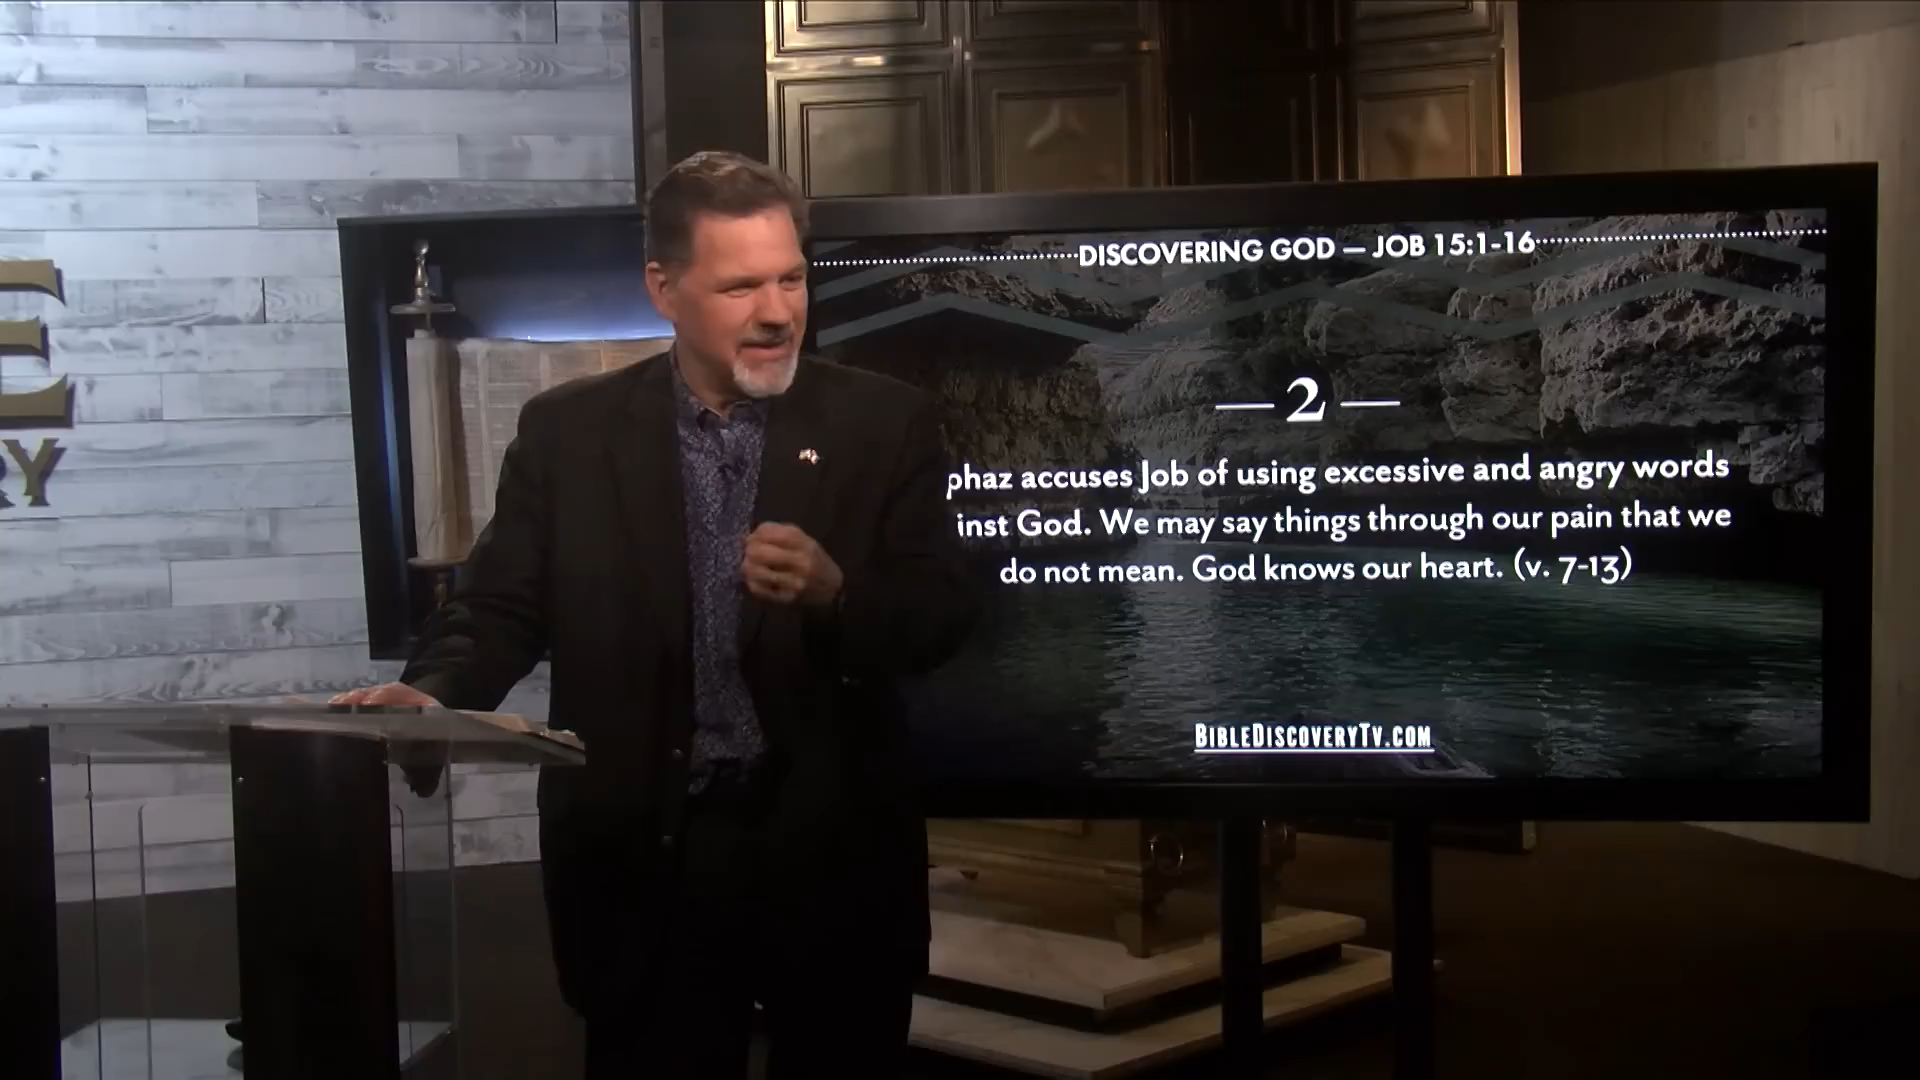 E
RY
DISCOVERING GOD — JOB 15:1-16
— 2 —
phaz accuses Job of using excessive and angry words
inst God. We may say things through our pain that we
do not mean. God knows our heart. (v. 7-13)
BIBLEDISCOVERYTV.COM